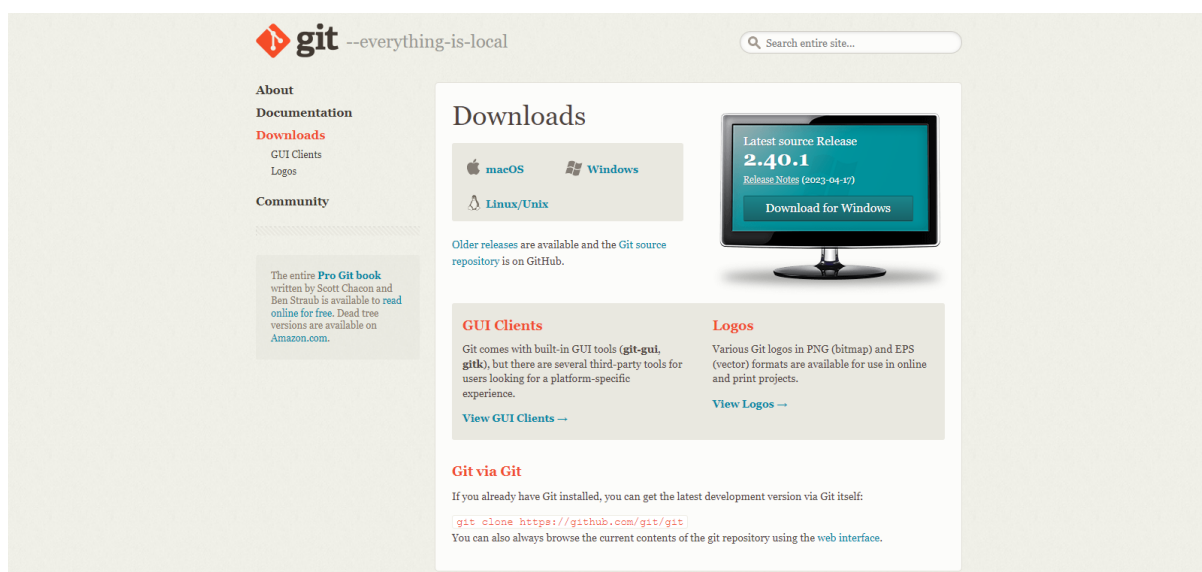 git --everything-is-local
Search entire site...
About
Documentation
Downloads
GUI Clients
Logos
Community
The entire Pro Git book
written by Scott Chacon and
Ben Straub is available to read
online for free. Dead tree
versions are available on
Amazon.com.
Downloads
macOS
Windows
Linux/Unix
Older releases are available and the Git source
repository is on GitHub.
Latest source Release
2.40.1
Release Notes (2023-04-17)
Download for Windows
GUI Clients
Git comes with built-in GUI tools (git-gui,
gitk), but there are several third-party tools for
users looking for a platform-specific
experience.
View GUI Clients →
Logos
Various Git logos in PNG (bitmap) and EPS
(vector) formats are available for use in online
and print projects.
View Logos →
Git via Git
If you already have Git installed, you can get the latest development version via Git itself:
git clone https://github.com/git/git
You can also always browse the current contents of the git repository using the web interface.